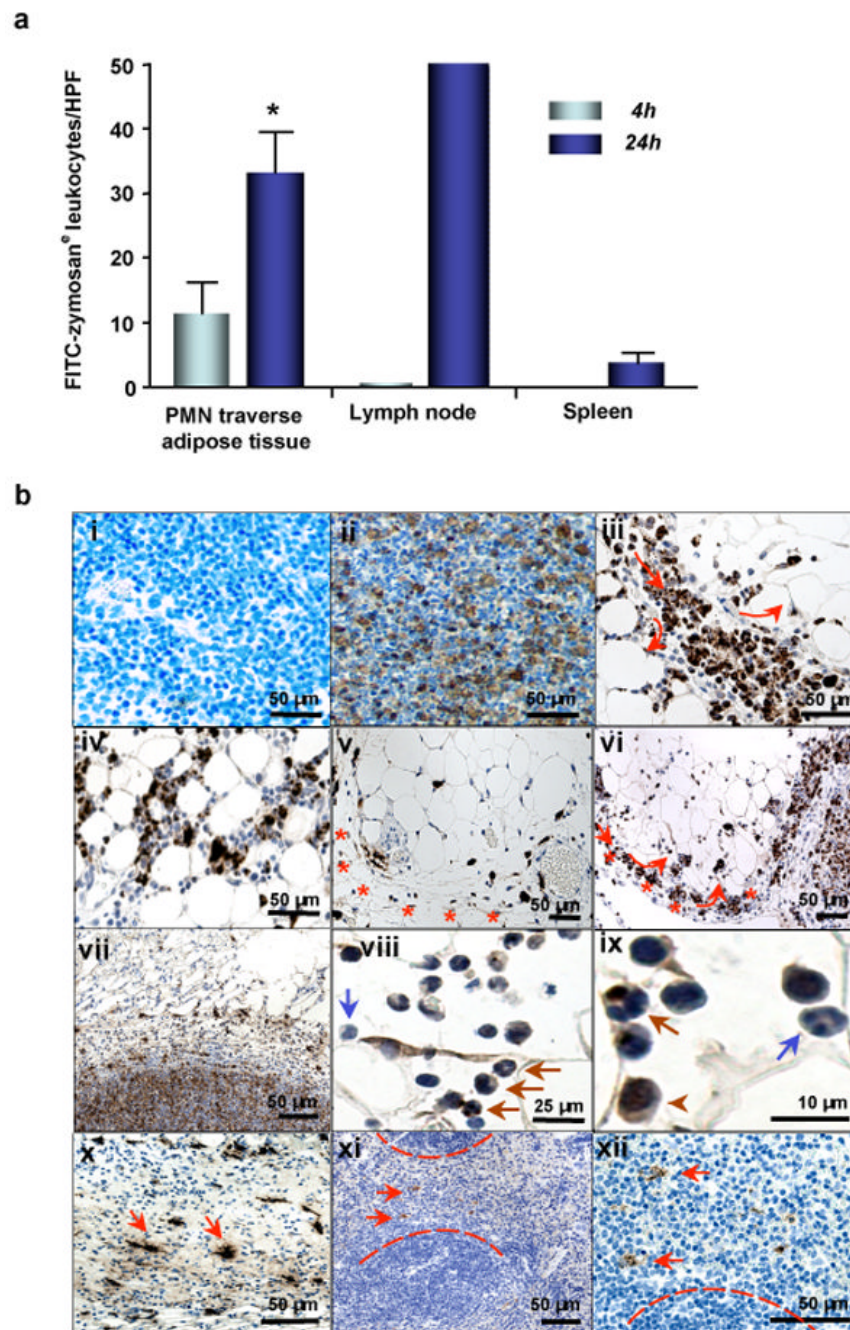 a
50
40
30
20
10
0
FITC-zymosan® leukocytes/HPF
*
4h
24h
PMN traverse
adipose tissue
Lymph node
Spleen
b
i
50 µm
ii
50 µm
iii
50 µm
iv
50 µm
v
* * * * * *
50 µm
vi
* * * *
50 µm
vii
50 µm
viii
25 µm
ix
10 µm
x
50 µm
xi
50 µm
xii
50 µm